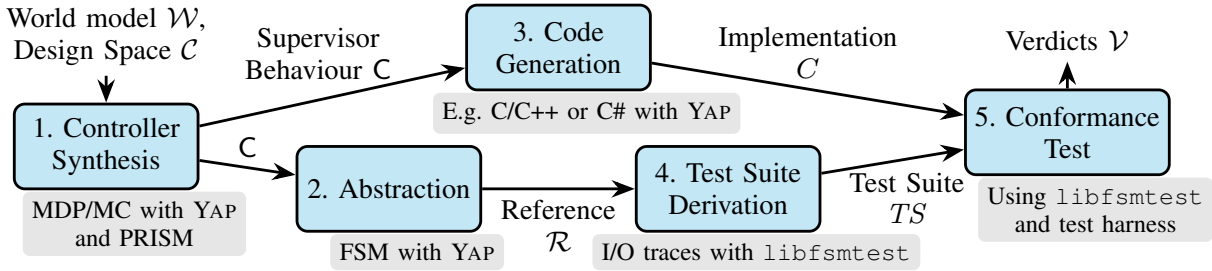 World model 𝒲,
Design Space 𝒞
1. Controller
Synthesis
MDP/MC with YAP
and PRISM
Supervisor
Behaviour C
C
2. Abstraction
FSM with YAP
3. Code
Generation
E.g. C/C++ or C# with YAP
Reference
ℛ
4. Test Suite
Derivation
I/O traces with libfsmtest
Implementation
C
Test Suite
TS
Verdicts 𝒱
5. Conformance
Test
Using libfsmtest
and test harness